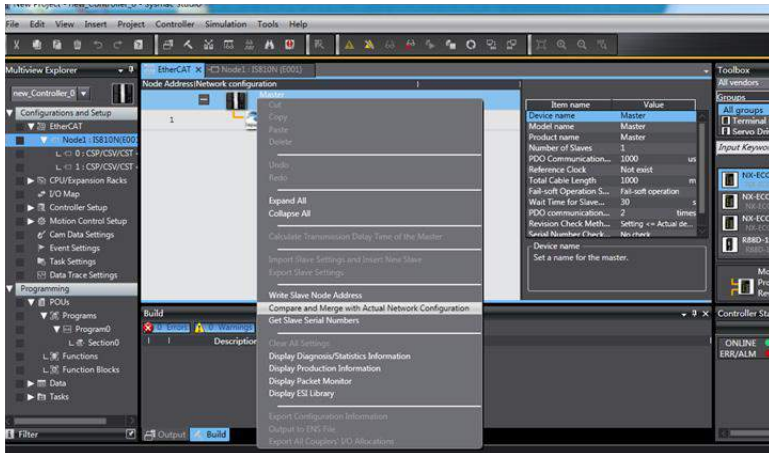 New Project - new_Controller_0 - Sysmac Studio
File Edit View Insert Project Controller Simulation Tools Help
Multiview Explorer
new_Controller_0
Configurations and Setup
EtherCAT
Node1 : IS810N(E001
0 : CSP/CSV/CST -
1 : CSP/CSV/CST -
CPU/Expansion Racks
I/O Map
Controller Setup
Motion Control Setup
Cam Data Settings
Event Settings
Task Settings
Data Trace Settings
Programming
POUs
Programs
Program0
Section0
Functions
Function Blocks
Data
Tasks
Filter
EtherCAT
Node1 : IS810N (E001)
Node Address|Network configuration
Master
1
Cut
Copy
Paste
Delete
Undo
Redo
Expand All
Collapse All
Calculate Transmission Delay Time of the Master
Import Slave Settings and Insert New Slave
Export Slave Settings
Write Slave Node Address
Compare and Merge with Actual Network Configuration
Get Slave Serial Numbers
Clear All Settings
Display Diagnosis/Statistics Information
Display Production Information
Display Packet Monitor
Display ESI Library
Export Configuration Information
Output to ENS File
Export All Couplers' I/O Allocations
Item name Value
Device name Master
Model name Master
Product name Master
Number of Slaves 1
PDO Communication... 1000 us
Reference Clock Not exist
Total Cable Length 1000 m
Fail-soft Operation S... Fail-soft operation
Wait Time for Slave... 30 s
PDO communication... 2 times
Revision Check Meth... Setting <= Actual de...
Serial Number Check No check
Device name
Set a name for the master.
Build
0 Errors 0 Warnings
Description
Output Build
Toolbox
All vendors
Groups
All groups
Terminal
Servo Dri
Input Keywo
NX-ECC
NX-ECC
NX-ECC
R88D-1
Mo
Pro
Re
Controller Sta
ONLINE
ERR/ALM